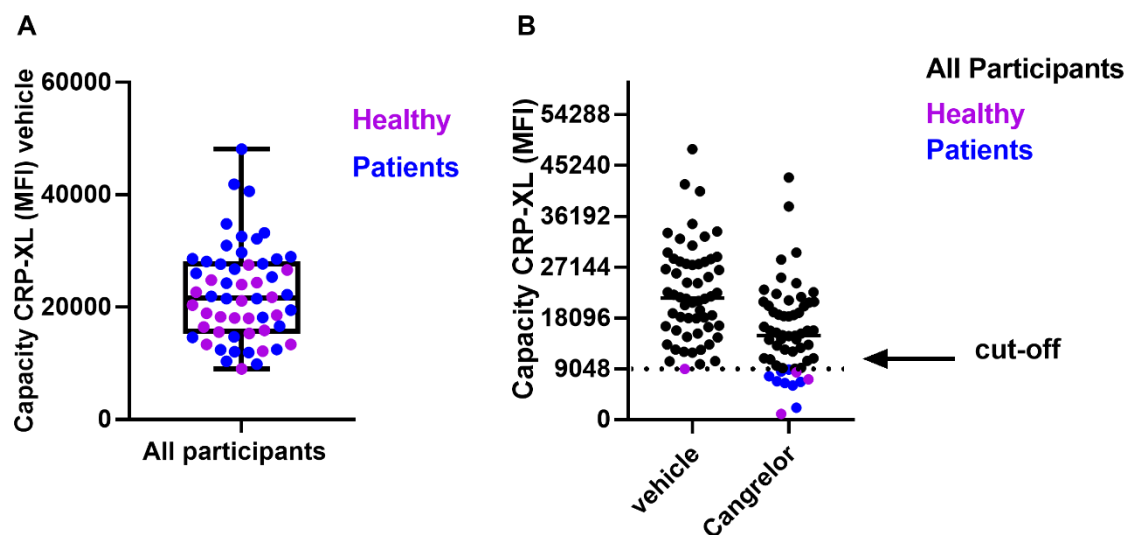 A
Capacity CRP-XL (MFI) vehicle
60000
40000
20000
0
Healthy
Patients
All participants
B
Capacity CRP-XL (MFI)
54288
45240
36192
27144
18096
9048
0
All Participants
Healthy
Patients
cut-off
vehicle
Cangrelor